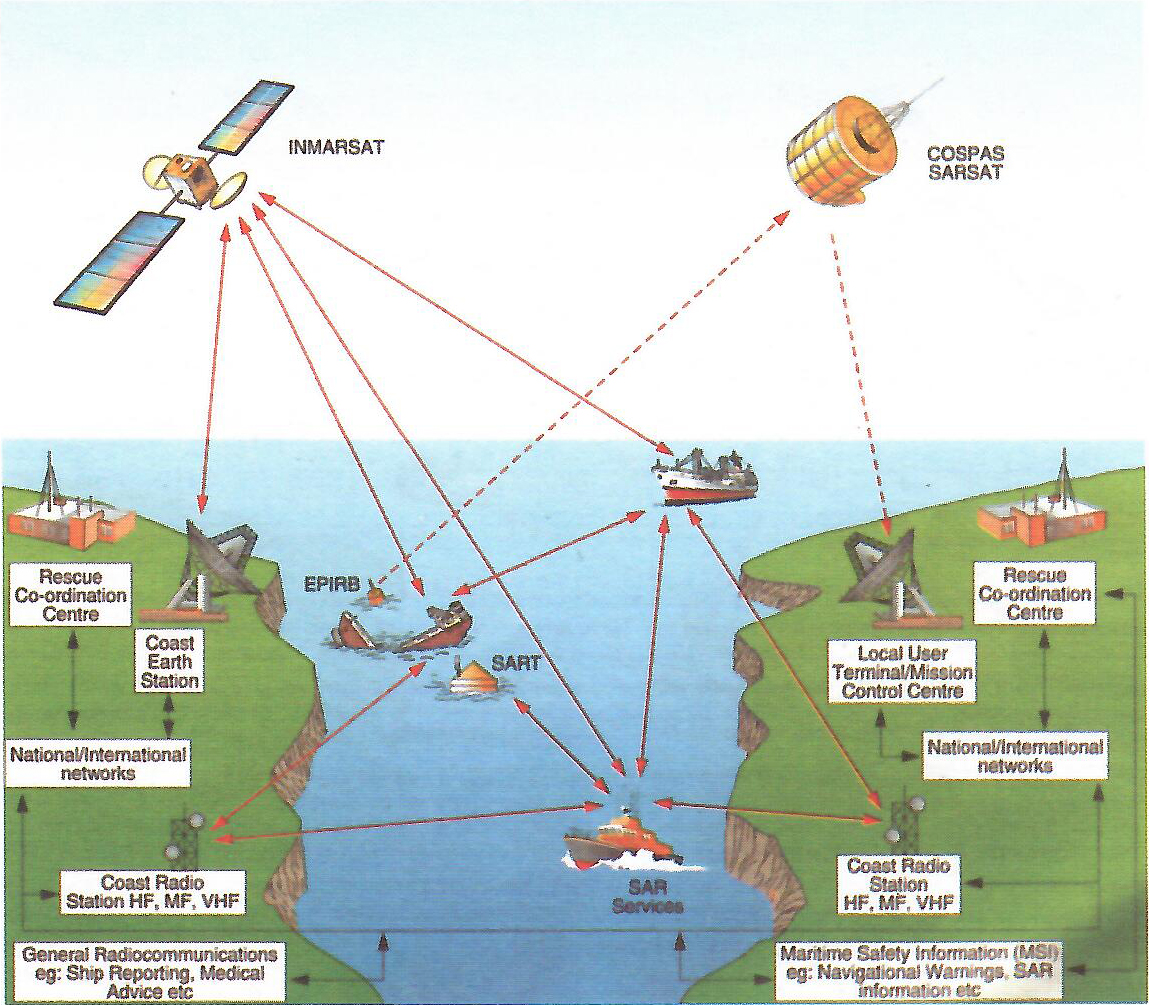 INMARSAT
COSPAS
SARSAT
EPIRB
SART
Rescue
Co-ordination
Centre
Coast
Earth
Station
National/International
networks
Coast Radio
Station HF, MF, VHF
General Radiocommunications
eg: Ship Reporting, Medical
Advice etc
SAR
Services
Rescue
Co-ordination
Centre
Local User
Terminal/Mission
Control Centre
National/International
networks
Coast Radio
Station
HF, MF, VHF
Maritime Safety Information (MSI)
eg: Navigational Warnings, SAR
information etc